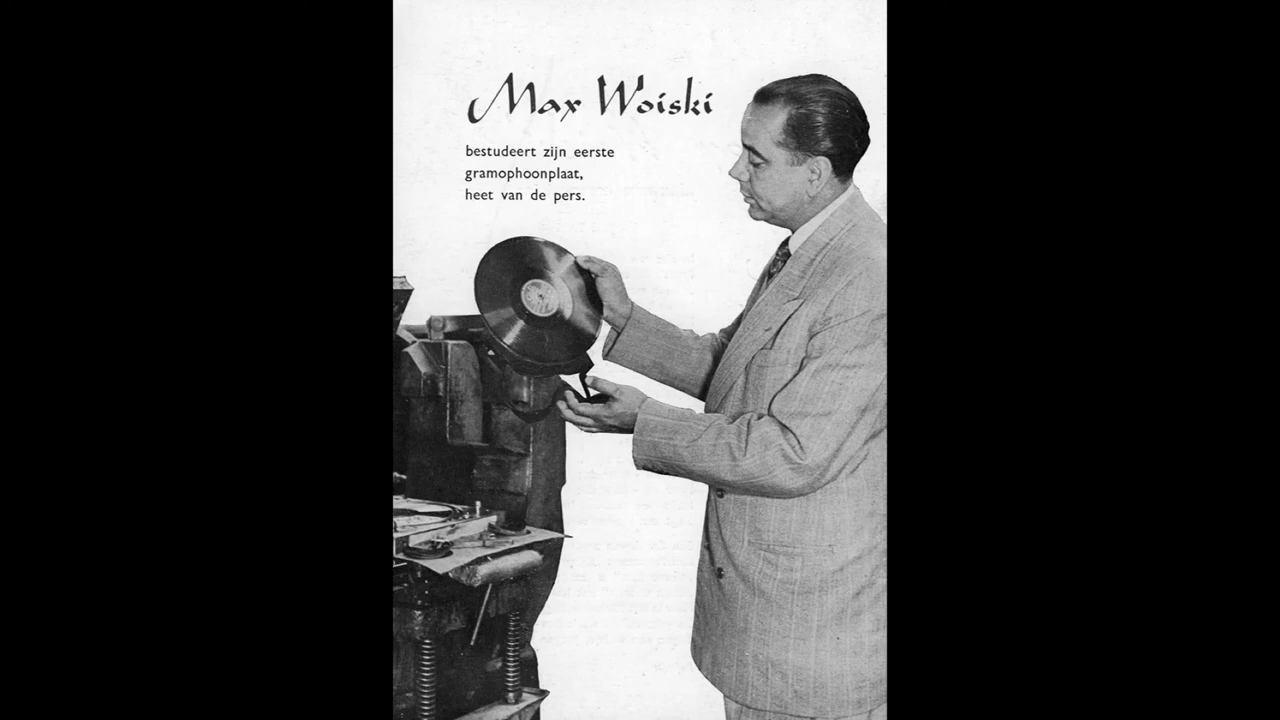 Max Woiski
bestudeert zijn eerste
gramophoonplaat,
heet van de pers.